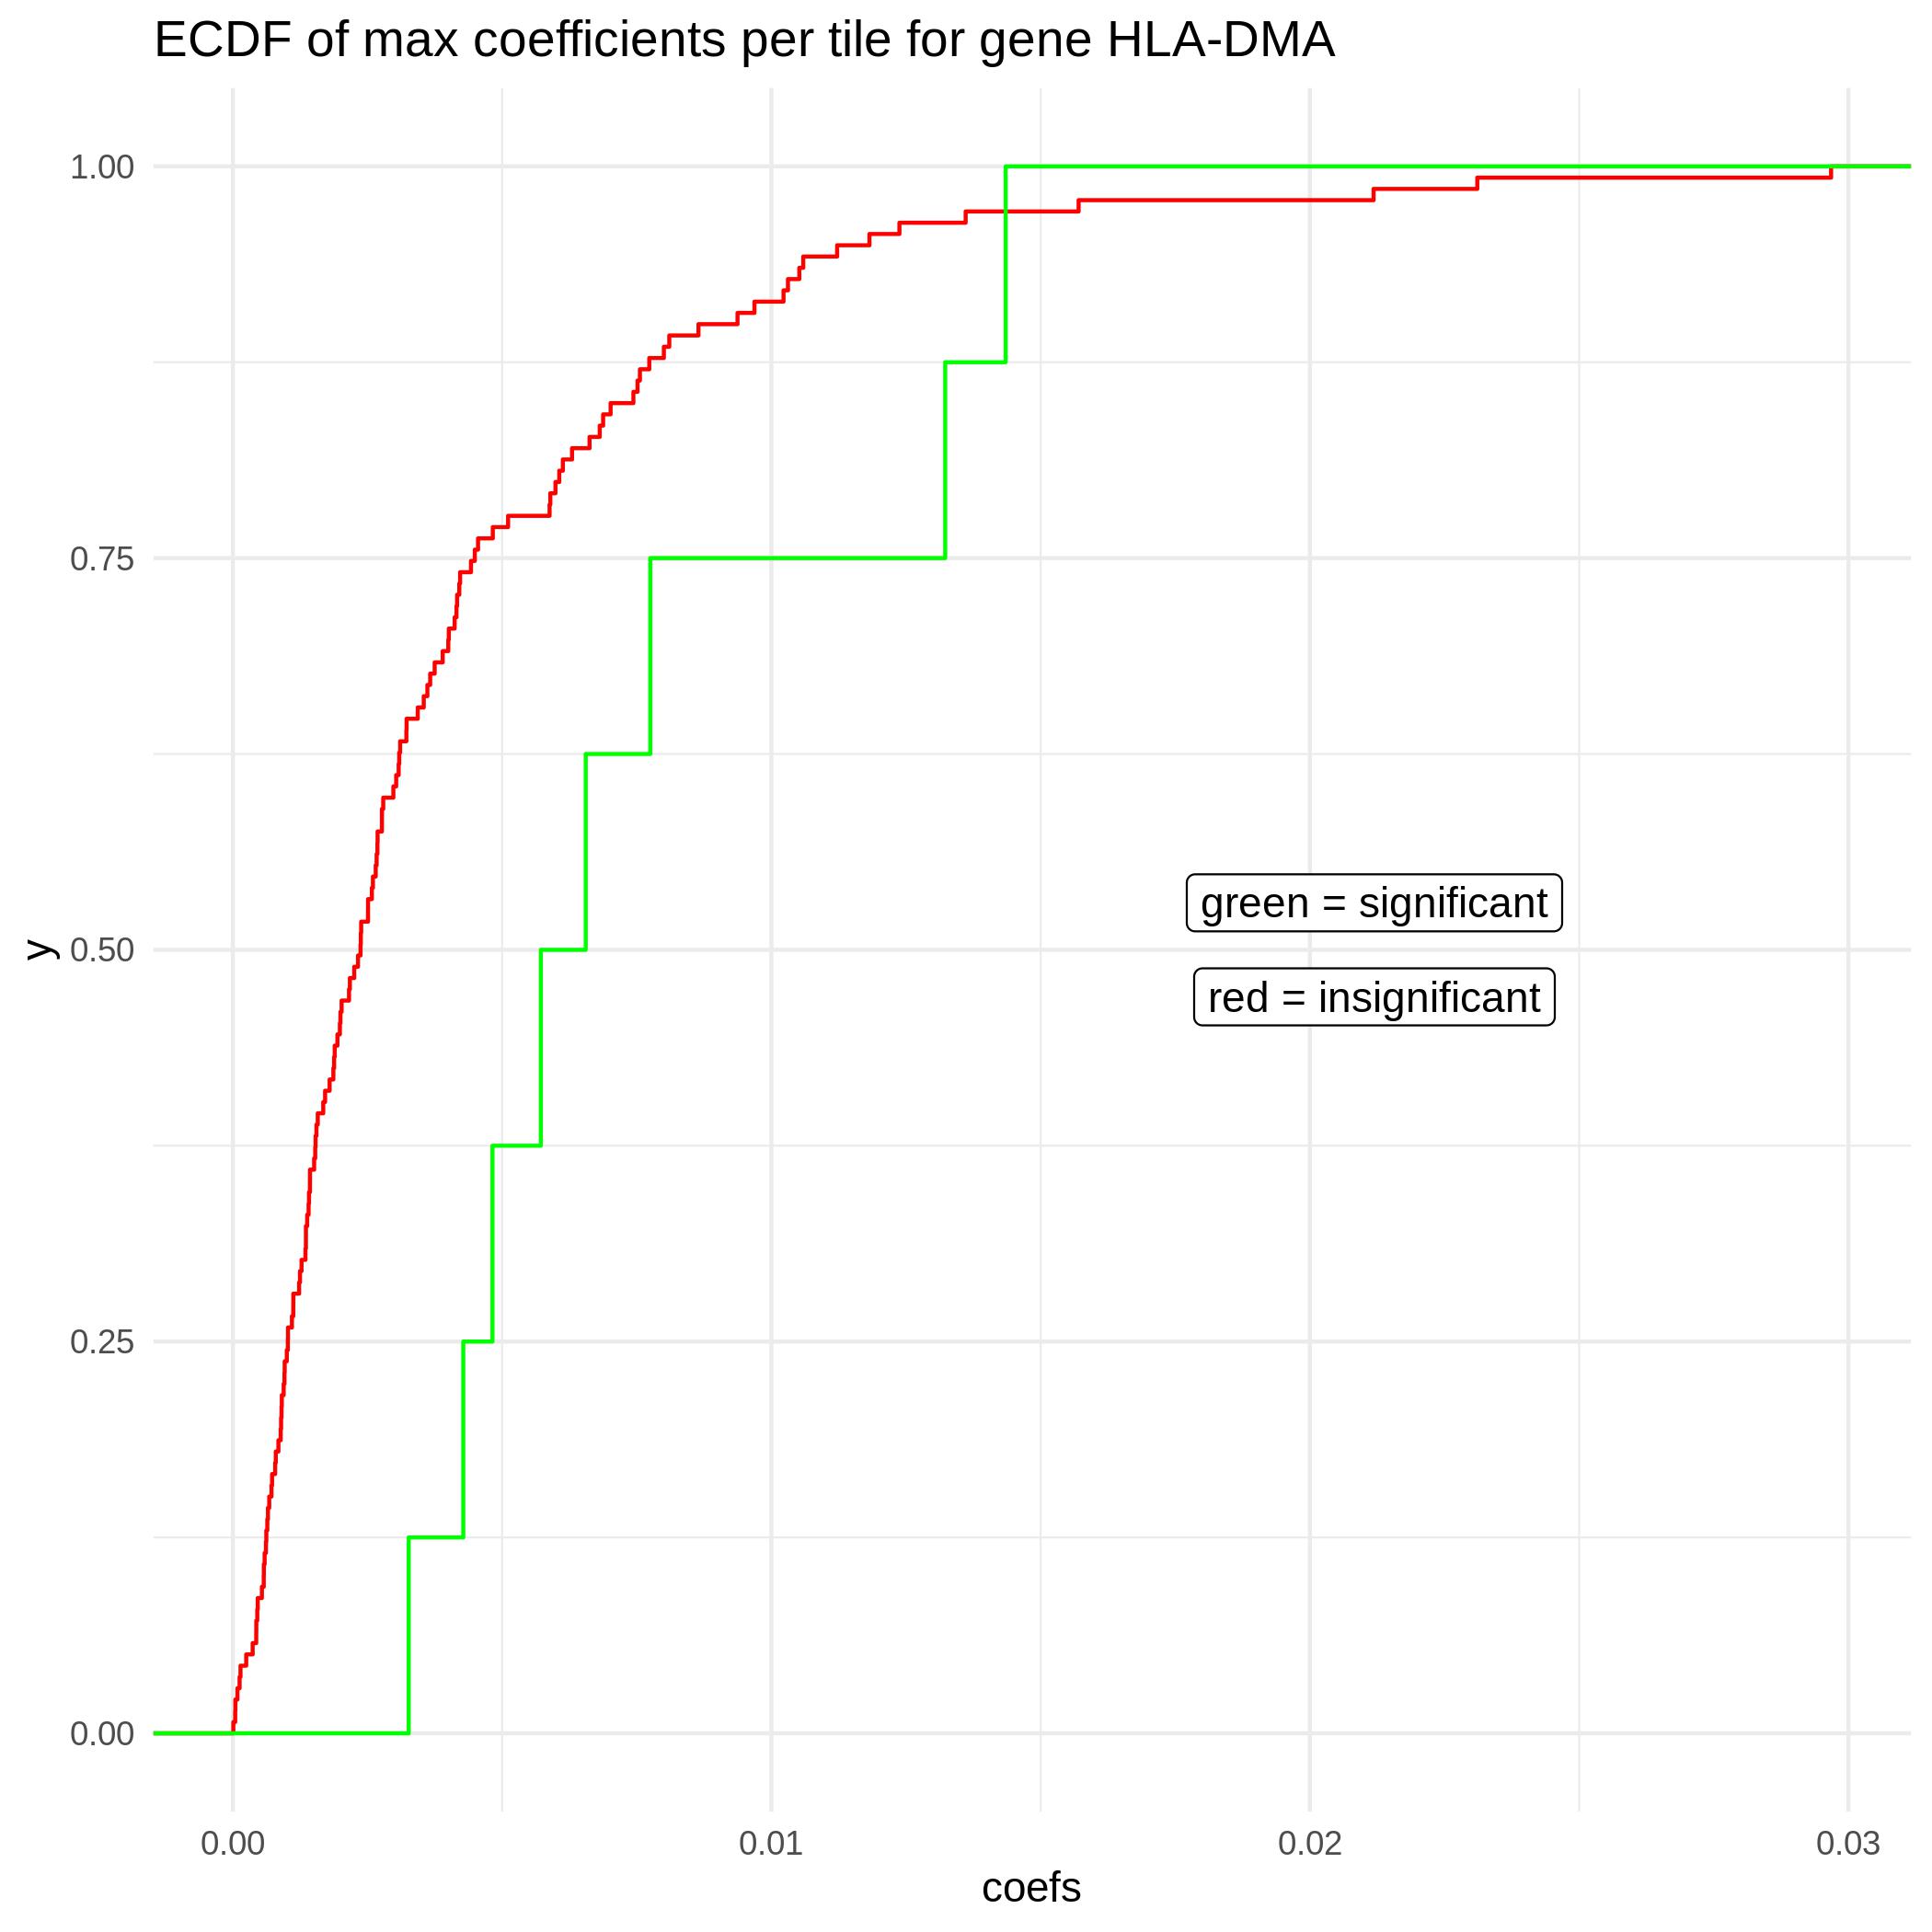 ECDF of max coefficients per tile for gene HLA-DMA
1.00
0.75
0.50
0.25
0.00
y
green = significant
red = insignificant
0.00 0.01 0.02 0.03
coefs